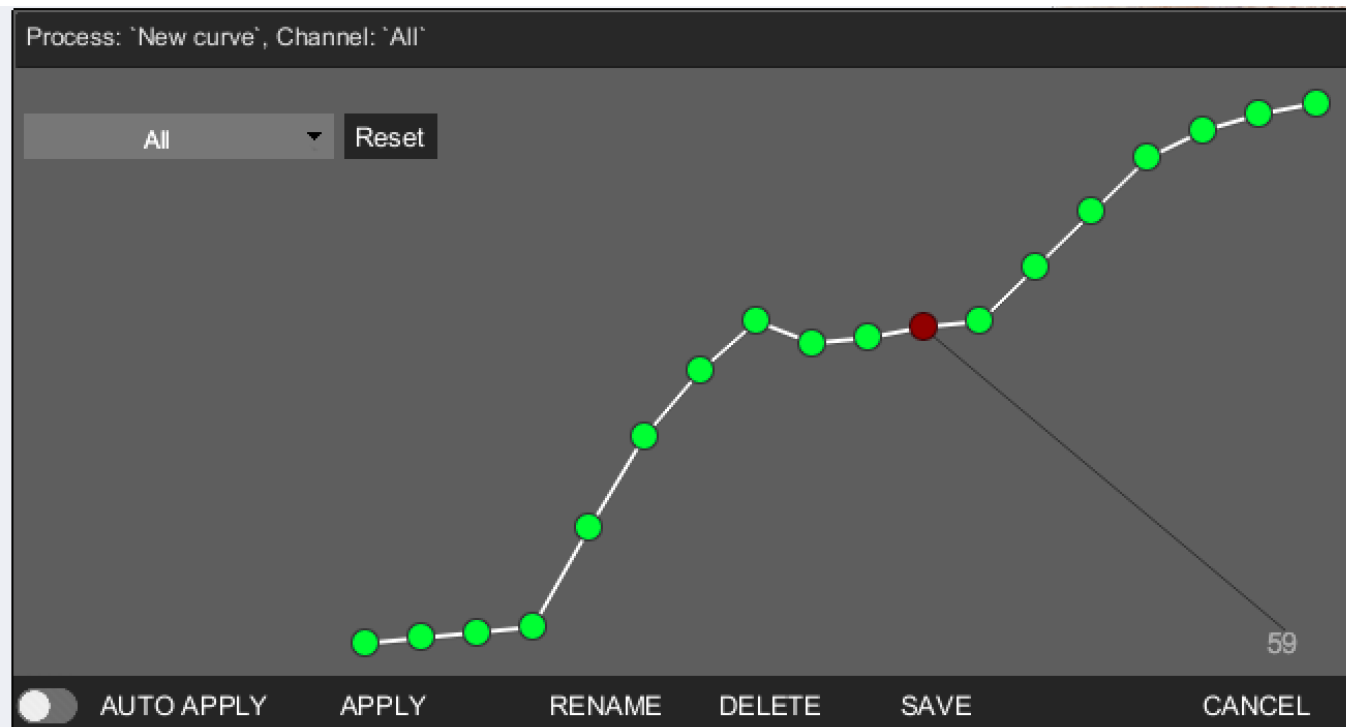 Process: `New curve`, Channel: `All`
All Reset
59
AUTO APPLY APPLY RENAME DELETE SAVE CANCEL